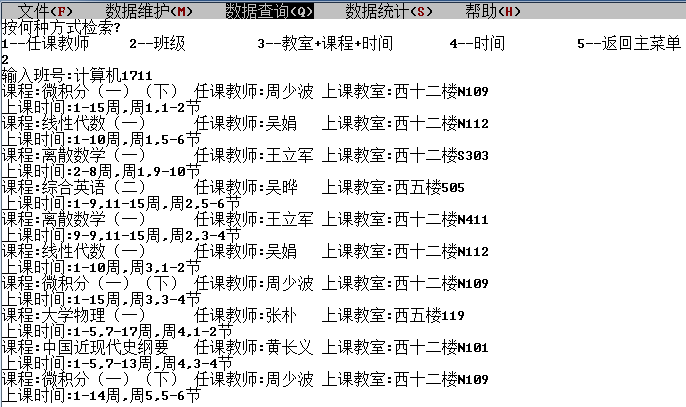 文件(F) 数据维护(M) 数据查询(Q) 数据统计(S) 帮助(H)
按何种方式检索?
1--任课教师 2--班级 3--教室+课程+时间 4--时间 5--返回主菜单
2
输入班号:计算机1711
课程:微积分（一）（下） 任课教师:周少波 上课教室:西十二楼N109
上课时间:1-15周,周1,1-2节
课程:线性代数（一） 任课教师:吴娟 上课教室:西十二楼N112
上课时间:1-10周,周1,5-6节
课程:离散数学（一） 任课教师:王立军 上课教室:西十二楼S303
上课时间:2-8周,周1,9-10节
课程:综合英语（二） 任课教师:吴晔 上课教室:西五楼505
上课时间:1-9,11-15周,周2,5-6节
课程:离散数学（一） 任课教师:王立军 上课教室:西十二楼N411
上课时间:9-9,11-15周,周2,3-4节
课程:线性代数（一） 任课教师:吴娟 上课教室:西十二楼N112
上课时间:1-10周,周3,1-2节
课程:微积分（一）（下） 任课教师:周少波 上课教室:西十二楼N109
上课时间:1-15周,周3,3-4节
课程:大学物理（一） 任课教师:张朴 上课教室:西五楼119
上课时间:1-5,7-17周,周4,1-2节
课程:中国近现代史纲要 任课教师:黄长义 上课教室:西十二楼N101
上课时间:1-5,7-13周,周4,3-4节
课程:微积分（一）（下） 任课教师:周少波 上课教室:西十二楼N109
上课时间:1-14周,周5,5-6节